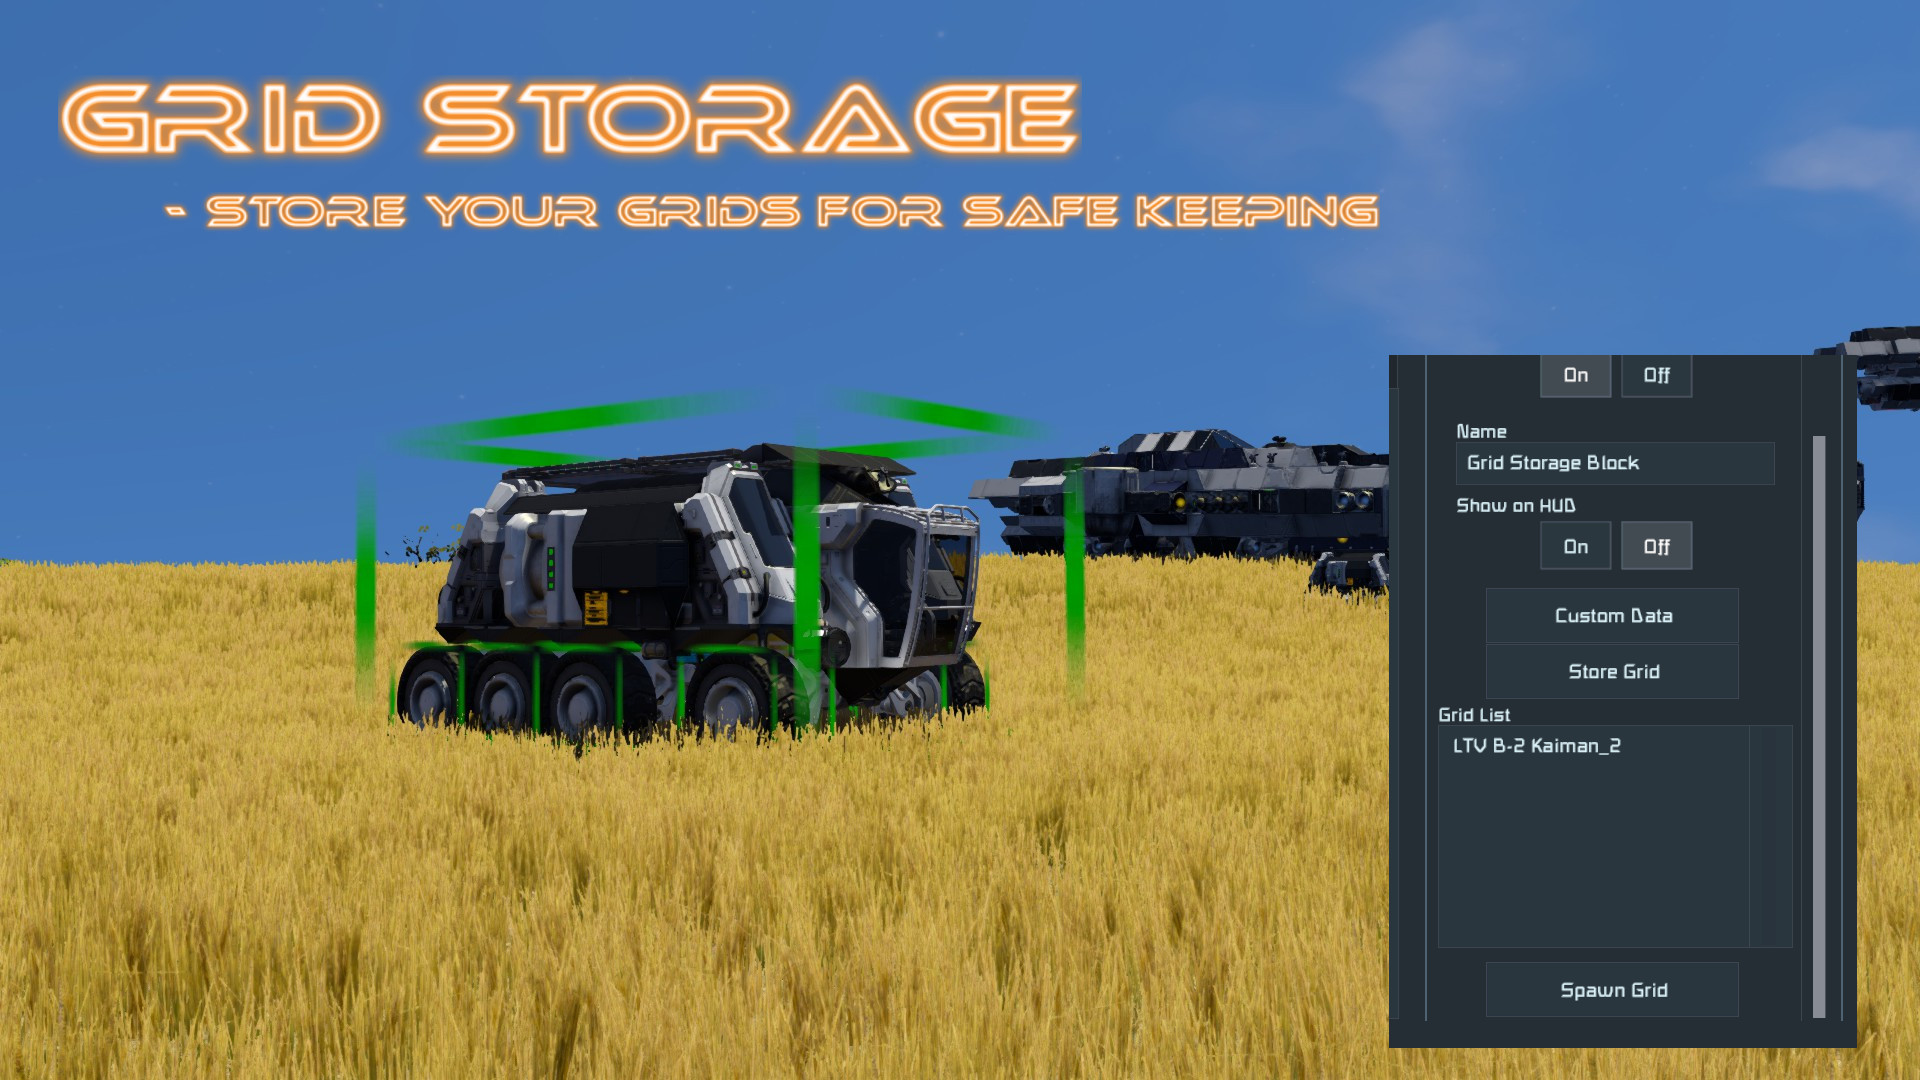 GRID STORAGE
- STORE YOUR GRIDS FOR SAFE KEEPING
On Off
Name
Grid Storage Block
Show on HUD
On Off
Custom Data
Store Grid
Grid List
LTV B-2 Kaiman_2
Spawn Grid